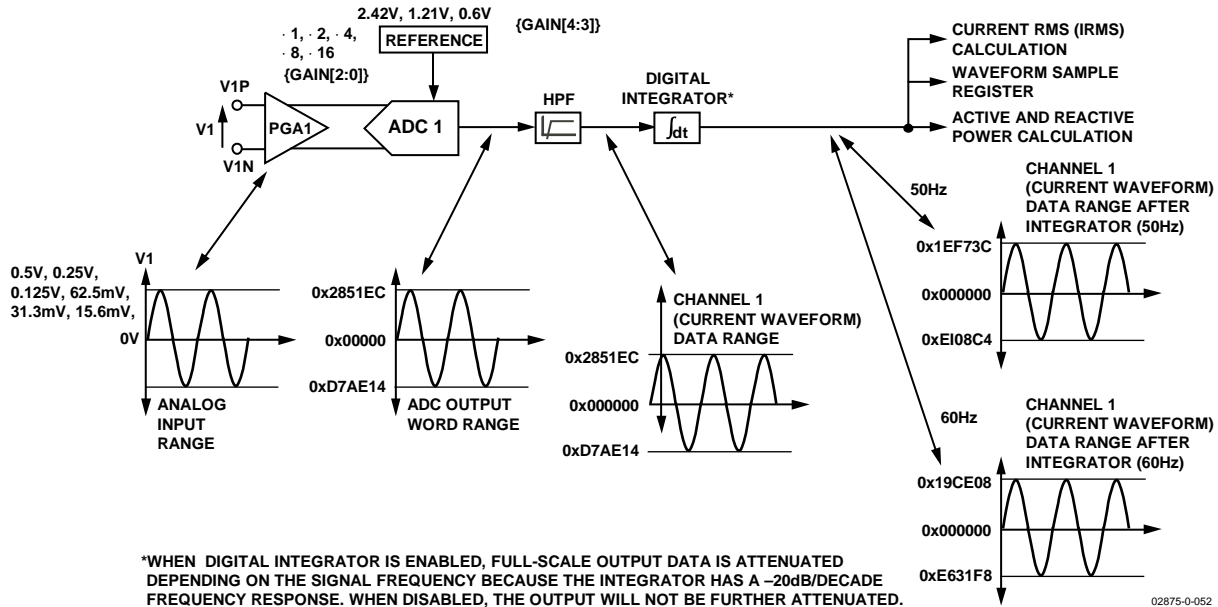 2.42V, 1.21V, 0.6V
{GAIN[4:3]}
· 1, · 2, · 4,
· 8, · 16
{GAIN[2:0]}
REFERENCE
V1P
V1
V1N
PGA1
ADC 1
HPF
DIGITAL
INTEGRATOR*
∫dt
CURRENT RMS (IRMS)
CALCULATION
WAVEFORM SAMPLE
REGISTER
ACTIVE AND REACTIVE
POWER CALCULATION
50Hz
CHANNEL 1
(CURRENT WAVEFORM)
DATA RANGE AFTER
INTEGRATOR (50Hz)
0x1EF73C
0x000000
0xEI08C4
V1
0.5V, 0.25V,
0.125V, 62.5mV,
31.3mV, 15.6mV,
0V
ANALOG
INPUT
RANGE
0x2851EC
0x00000
0xD7AE14
ADC OUTPUT
WORD RANGE
CHANNEL 1
(CURRENT WAVEFORM)
DATA RANGE
0x2851EC
0x000000
0xD7AE14
60Hz
CHANNEL 1
(CURRENT WAVEFORM)
DATA RANGE AFTER
INTEGRATOR (60Hz)
0x19CE08
0x000000
0xE631F8
*WHEN DIGITAL INTEGRATOR IS ENABLED, FULL-SCALE OUTPUT DATA IS ATTENUATED
DEPENDING ON THE SIGNAL FREQUENCY BECAUSE THE INTEGRATOR HAS A –20dB/DECADE
FREQUENCY RESPONSE. WHEN DISABLED, THE OUTPUT WILL NOT BE FURTHER ATTENUATED.
02875-0-052